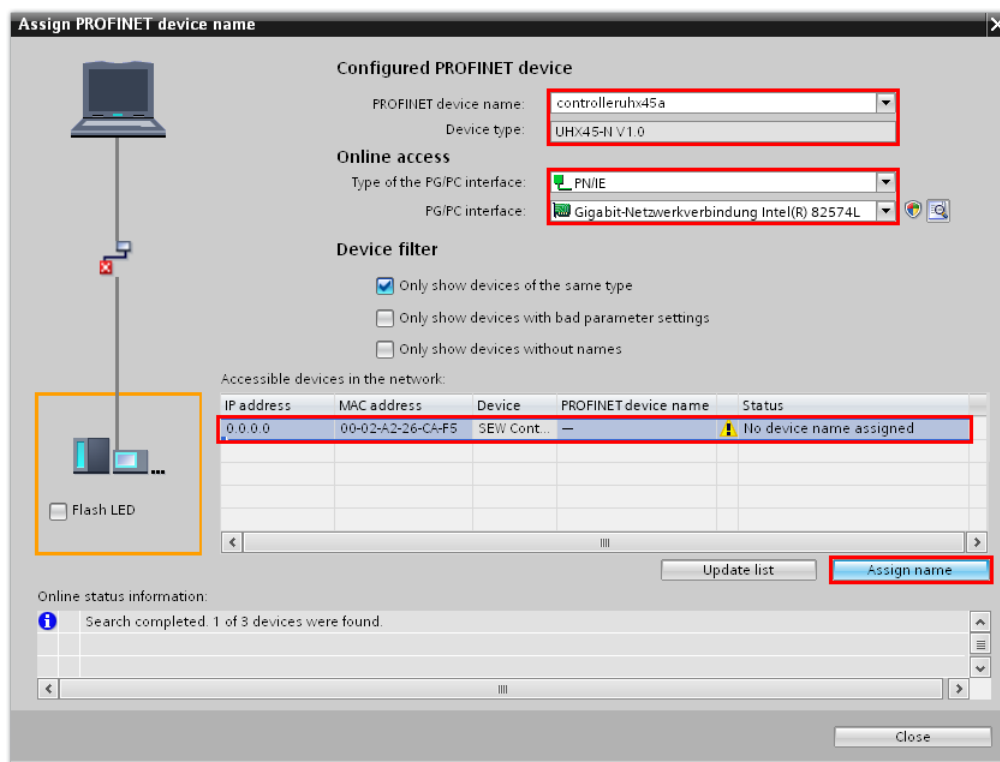 Assign PROFINET device name
Configured PROFINET device
PROFINET device name: controlleruhx45a
Device type: UHX45-N V1.0
Online access
Type of the PG/PC interface: PN/IE
PG/PC interface: Gigabit-Netzwerkverbindung Intel(R) 82574L
Device filter
Only show devices of the same type
Only show devices with bad parameter settings
Only show devices without names
Accessible devices in the network:
IP address MAC address Device PROFINET device name Status
0.0.0.0 00-02-A2-26-CA-F5 SEW Cont... — No device name assigned
...
Flash LED
Update list Assign name
Online status information:
Search completed. 1 of 3 devices were found.
Close